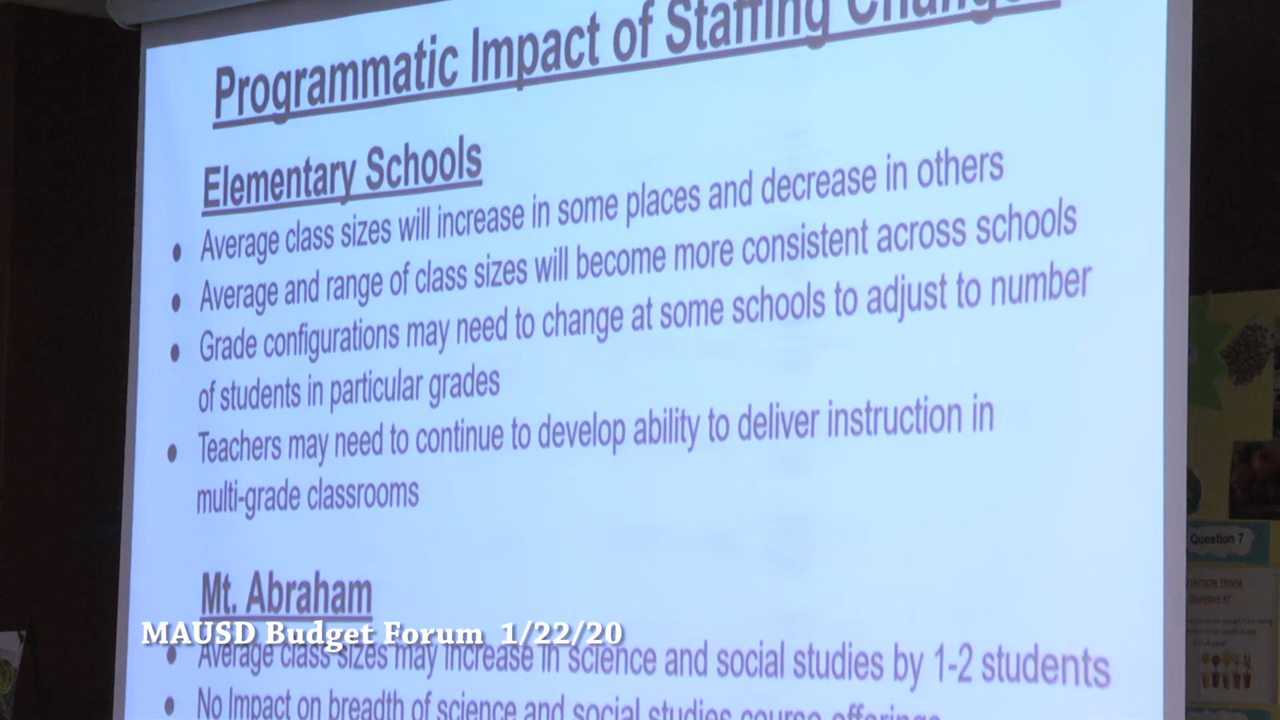 Programmatic Impact of Staffing Changes
Elementary Schools
• Average class sizes will increase in some places and decrease in others
• Average and range of class sizes will become more consistent across schools
• Grade configurations may need to change at some schools to adjust to number
of students in particular grades
• Teachers may need to continue to develop ability to deliver instruction in
multi-grade classrooms
Mt. Abraham
MAUSD Budget Forum 1/22/20
• Average class sizes may increase in science and social studies by 1-2 students
• No Impact on breadth of science and social studies course offerings
Question 7